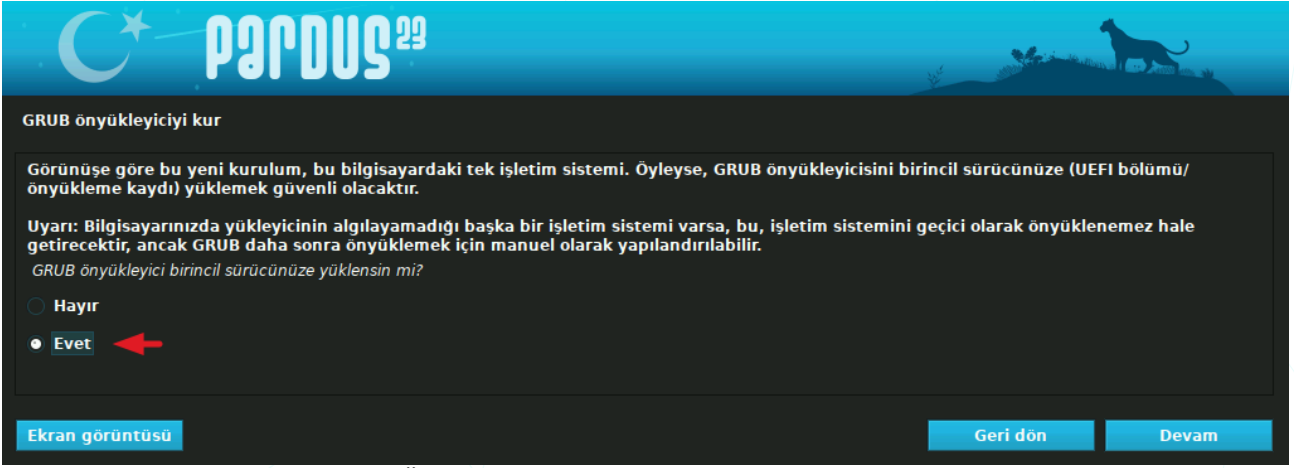 PARDUS 23
GRUB önyükleyiciyi kur
Görünüşe göre bu yeni kurulum, bu bilgisayardaki tek işletim sistemi. Öyleyse, GRUB önyükleyicisini birincil sürücünüze (UEFI bölümü/
önyükleme kaydı) yüklemek güvenli olacaktır.
Uyarı: Bilgisayarınızda yükleyicinin algılayamadığı başka bir işletim sistemi varsa, bu, işletim sistemini geçici olarak önyüklenemez hale
getirecektir, ancak GRUB daha sonra önyüklemek için manuel olarak yapılandırılabilir.
GRUB önyükleyici birincil sürücünüze yüklensin mi?
Hayır
Evet
Ekran görüntüsü
Geri dön
Devam